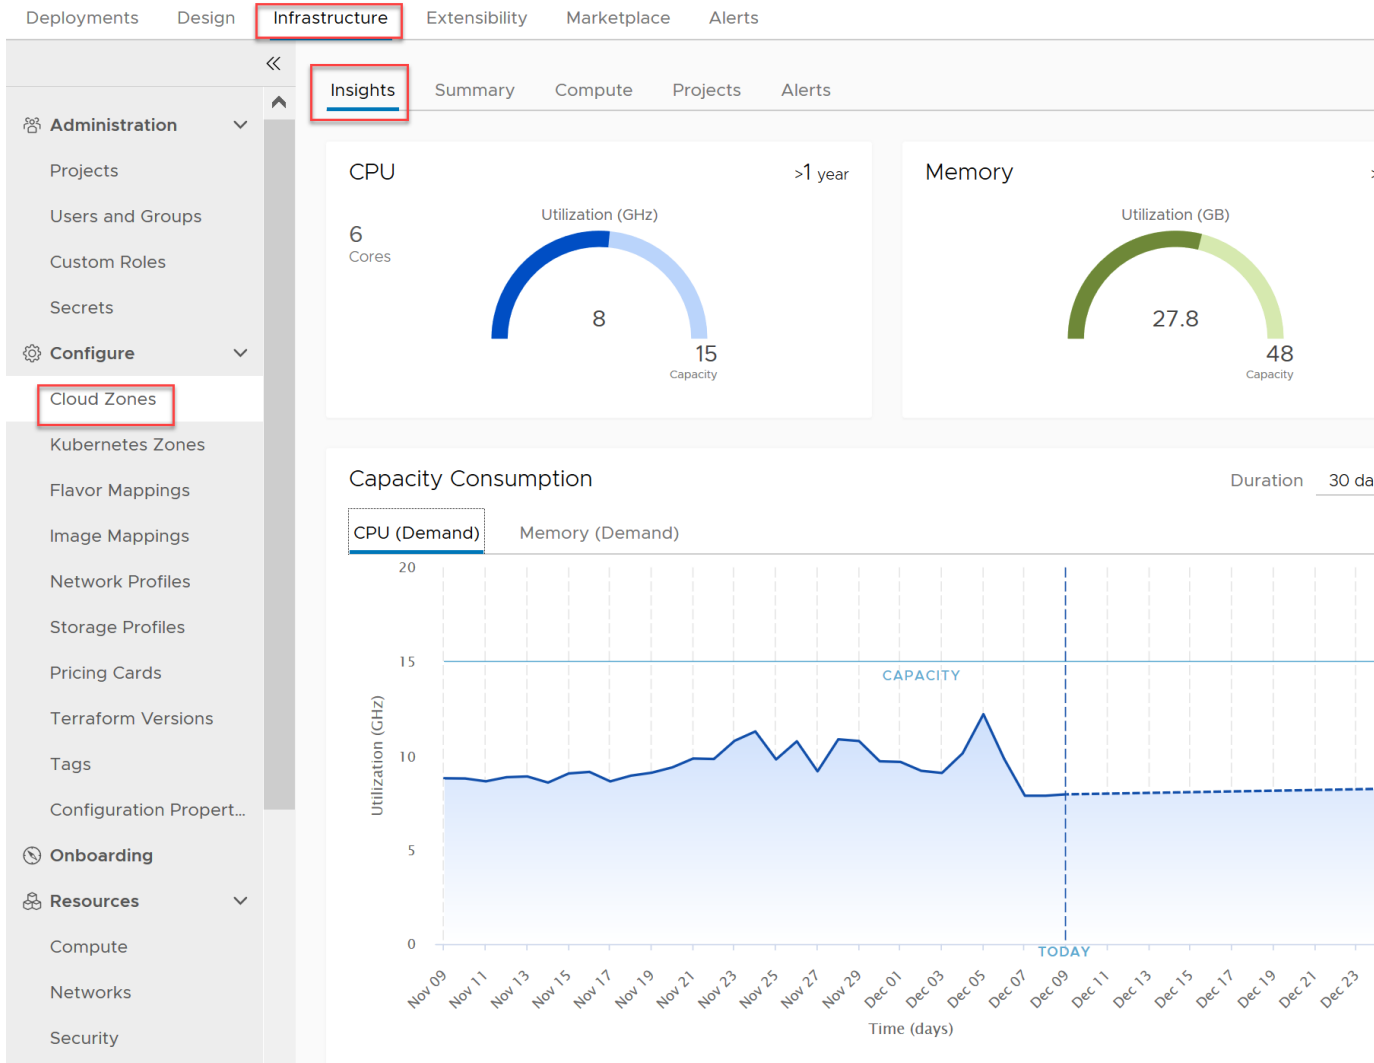 Deployments Design Infrastructure Extensibility Marketplace Alerts
Administration
Projects
Users and Groups
Custom Roles
Secrets
Configure
Cloud Zones
Kubernetes Zones
Flavor Mappings
Image Mappings
Network Profiles
Storage Profiles
Pricing Cards
Terraform Versions
Tags
Configuration Propert...
Onboarding
Resources
Compute
Networks
Security
Insights Summary Compute Projects Alerts
CPU
>1 year
6
Cores
Utilization (GHz)
8
15
Capacity
Memory
>
Utilization (GB)
27.8
48
Capacity
Capacity Consumption
Duration 30 da
CPU (Demand) Memory (Demand)
Utilization (GHz)
20
15
10
5
0
CAPACITY
TODAY
Nov 09 Nov 11 Nov 13 Nov 15 Nov 17 Nov 19 Nov 21 Nov 23 Nov 25 Nov 27 Nov 29 Dec 01 Dec 03 Dec 05 Dec 07 Dec 09 Dec 11 Dec 13 Dec 15 Dec 17 Dec 19 Dec 21 Dec 23
Time (days)